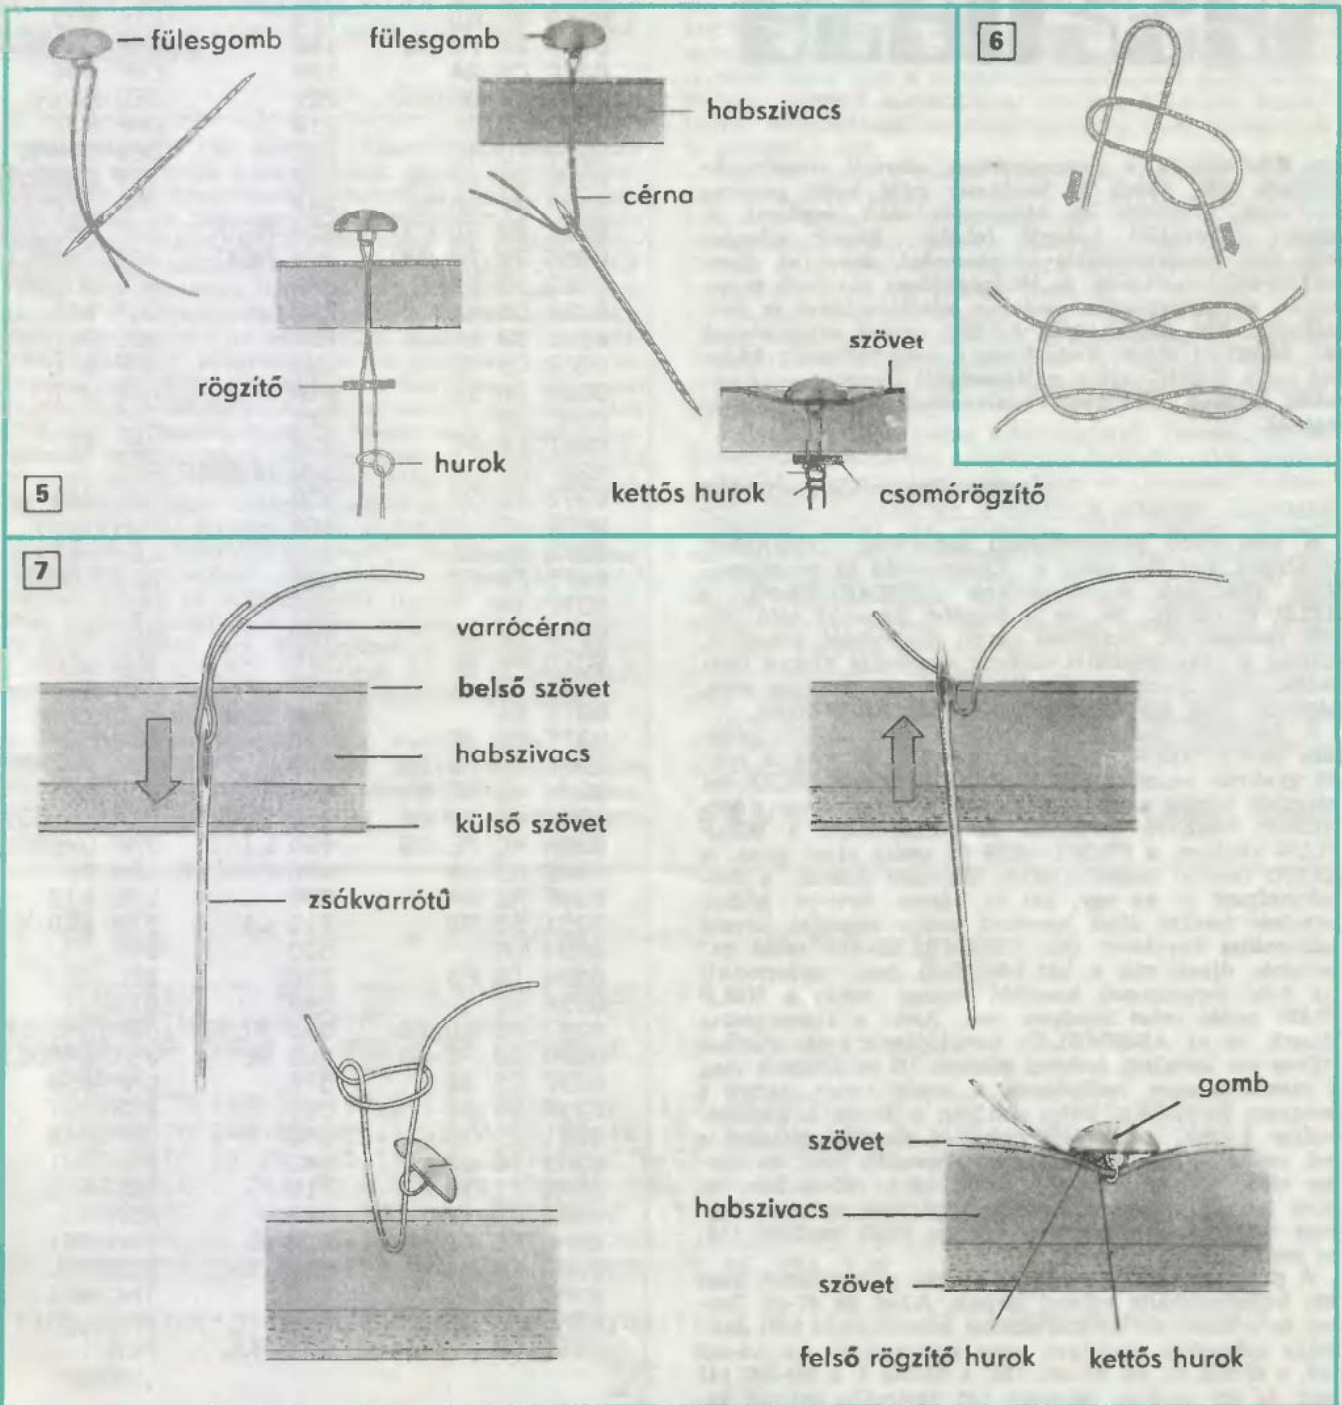 fülesgomb
fülesgomb
habszivacs
cérna
rögzítő
hurok
szövet
kettős hurok
csomórögzítő
5
6
7
varrócérna
belső szövet
habszivacs
külső szövet
zsákvarrótű
gomb
szövet
habszivacs
szövet
felső rögzítő hurok
kettős hurok